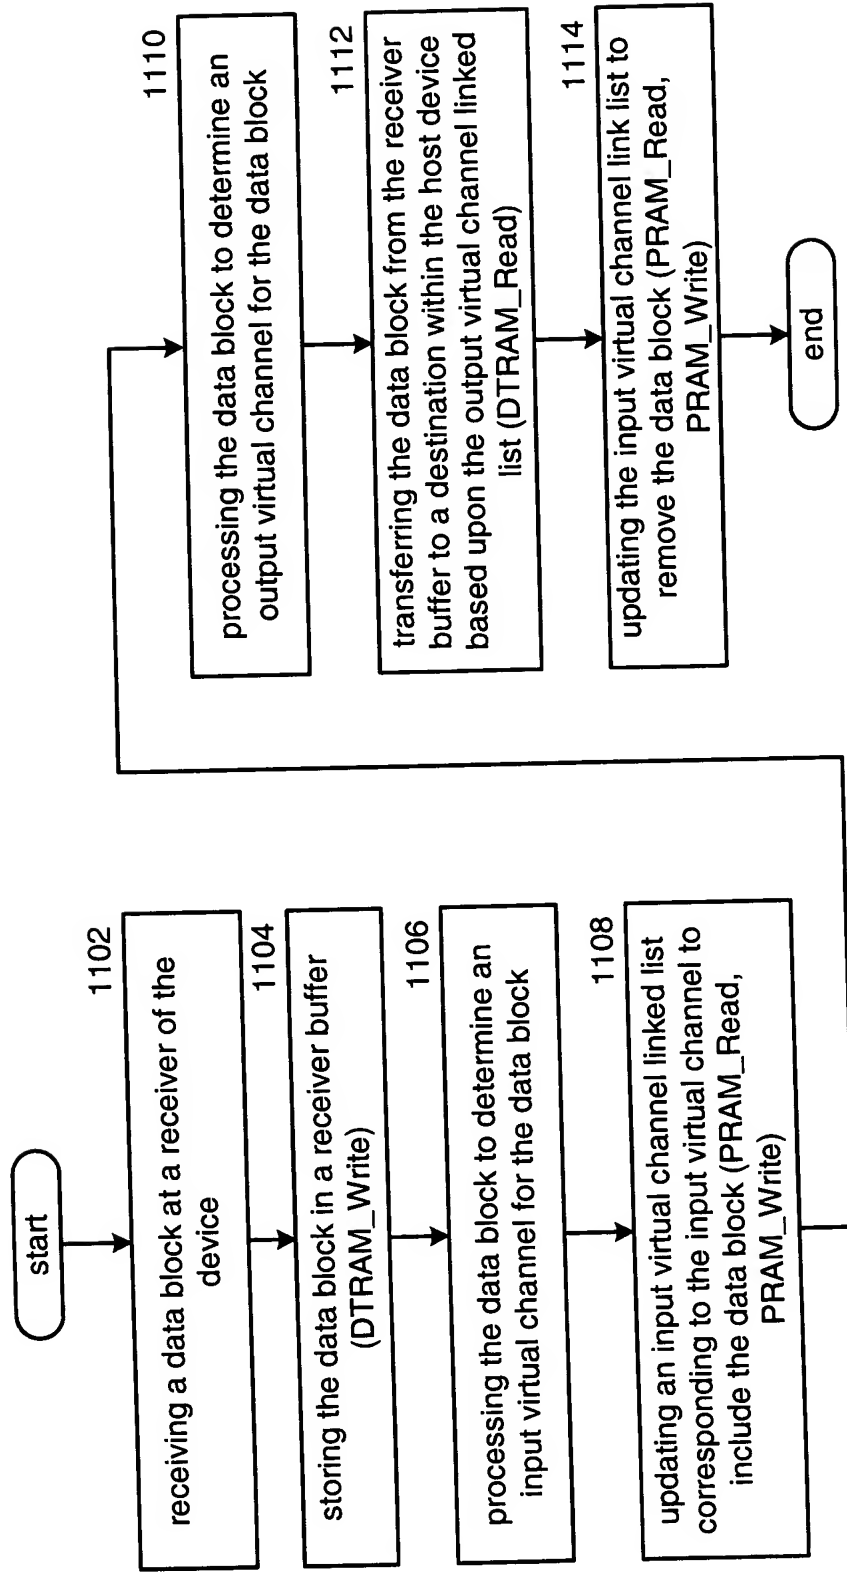 start
1102
receiving a data block at a receiver of the
device
1104
storing the data block in a receiver buffer
(DTRAM_Write)
1106
processing the data block to determine an
input virtual channel for the data block
1108
updating an input virtual channel linked list
corresponding to the input virtual channel to
include the data block (PRAM_Read,
PRAM_Write)
1110
processing the data block to determine an
output virtual channel for the data block
1112
transferring the data block from the receiver
buffer to a destination within the host device
based upon the output virtual channel linked
list (DTRAM_Read)
1114
updating the input virtual channel link list to
remove the data block (PRAM_Read,
PRAM_Write)
end